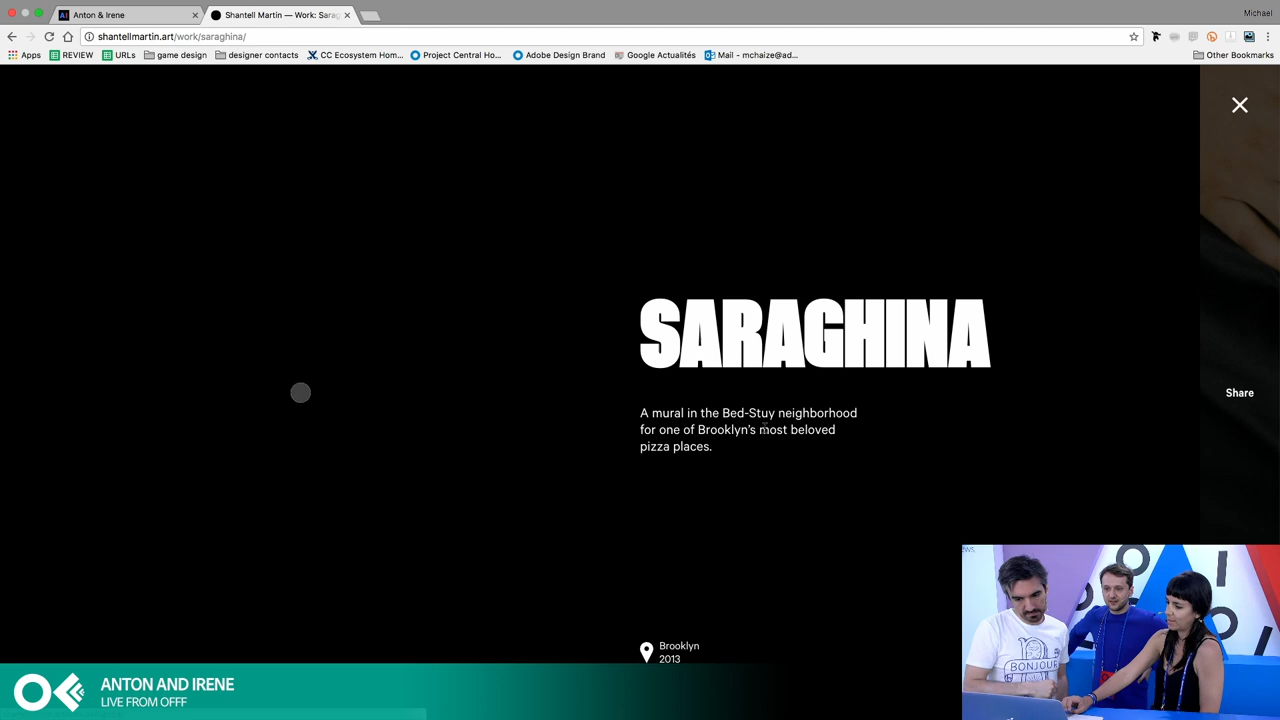 Anton & Irene
Shantell Martin — Work: Sarag
Michael
shantellmartin.art/work/saraghina/
Apps
REVIEW
URLs
game design
designer contacts
CC Ecosystem Hom...
Project Central Ho...
Adobe Design Brand
Google Actualités
Mail - mchaize@ad...
Other Bookmarks
SARAGHINA
A mural in the Bed-Stuy neighborhood
for one of Brooklyn's most beloved
pizza places.
Share
Brooklyn
2013
BONJOUR
ANTON AND IRENE
LIVE FROM OFFF